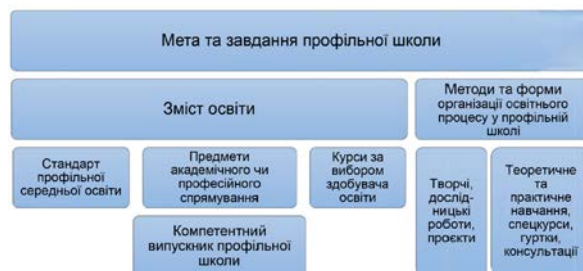 Мета та завдання профільної школи
Зміст освіти
Методи та форми
організації освітнього
процесу у профільній
школі
Стандарт
профільної
середньої освіти
Предмети
академічного чи
професійного
спрямування
Курси за
вибором
здобувача
освіти
Творчі,
дослід-
ницькі
роботи,
проєкти
Теоретичне
та
практичне
навчання,
спецкурси,
гуртки,
консультації
Компетентний
випускник профільної
школи